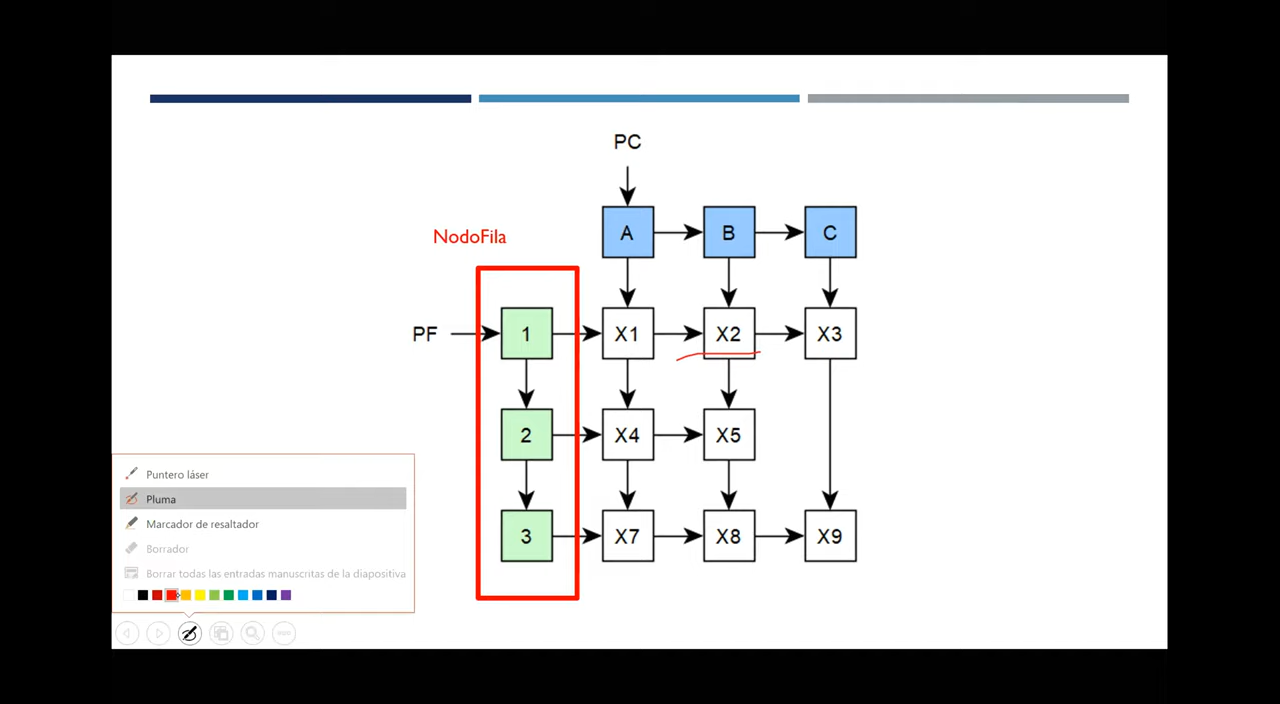 PC
A B C
NodoFila
PF 1 X1 X2 X3
2 X4 X5
3 X7 X8 X9
Puntero láser
Pluma
Marcador de resaltador
Borrador
Borrar todas las entradas manuscritas de la diapositiva